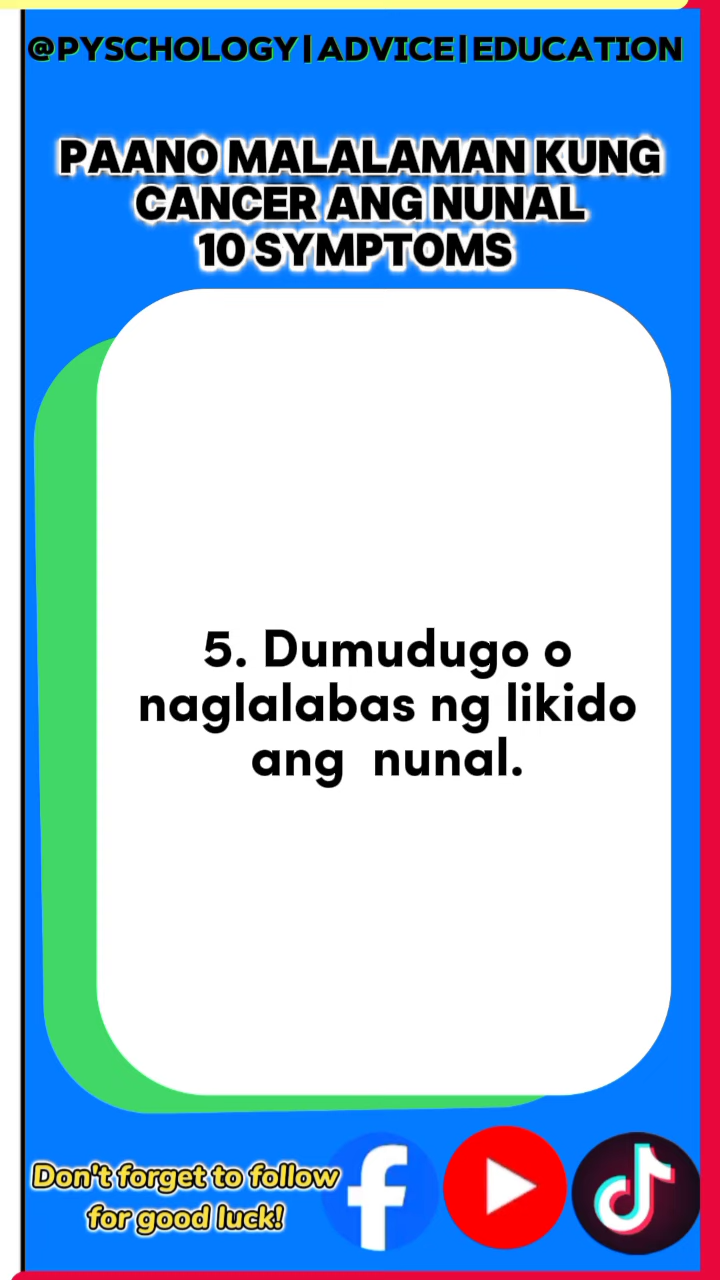 @PYSCHOLOGY|ADVICE|EDUCATION
PAANO MALALAMAN KUNG
CANCER ANG NUNAL
10 SYMPTOMS
5. Dumudugo o
naglalabas ng likido
ang nunal.
Don't forget to follow
for good luck!